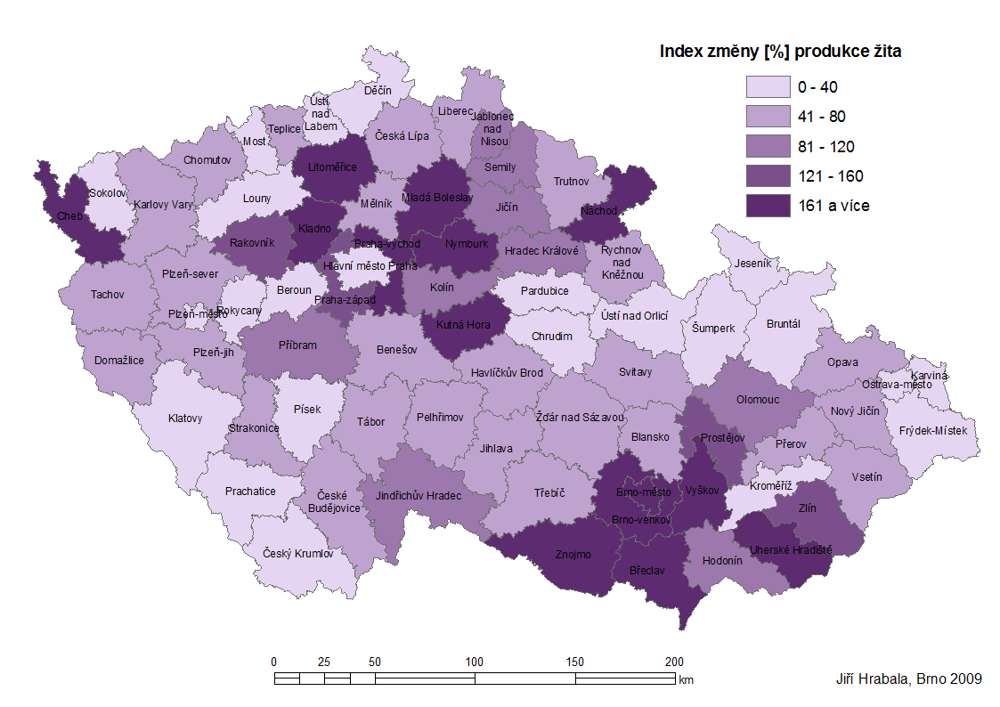 Index změny [%] produkce žita
0 - 40
41 - 80
81 - 120
121 - 160
161 a více
Děčín
Ústí
nad
Labem
Liberec
Jablonec
nad
Nisou
Teplice
Most
Česká Lípa
Chomutov
Litoměřice
Semily
Trutnov
Sokolov
Karlovy Vary
Louny
Mělník
Mladá Boleslav
Jičín
Náchod
Cheb
Kladno
Rakovník
Praha-východ
Nymburk
Hradec Králové
Rychnov
nad
Kněžnou
Jeseník
Hlavní město Praha
Plzeň-sever
Tachov
Beroun
Praha-západ
Kolín
Pardubice
Rokycany
Plzeň-město
Ústí nad Orlicí
Šumperk
Bruntál
Kutná Hora
Chrudim
Příbram
Benešov
Plzeň-jih
Domažlice
Havlíčkův Brod
Svitavy
Opava
Karviná
Ostrava-město
Olomouc
Klatovy
Písek
Tábor
Pelhřimov
Žďár nad Sázavou
Nový Jičín
Strakonice
Blansko
Prostějov
Přerov
Frýdek-Místek
Jihlava
Vsetín
Kroměříž
Prachatice
České
Budějovice
Jindřichův Hradec
Třebíč
Brno-město
Vyškov
Zlín
Brno-venkov
Český Krumlov
Znojmo
Břeclav
Hodonín
Uherské Hradiště
0 25 50 100 150 200
km
Jiří Hrabala, Brno 2009